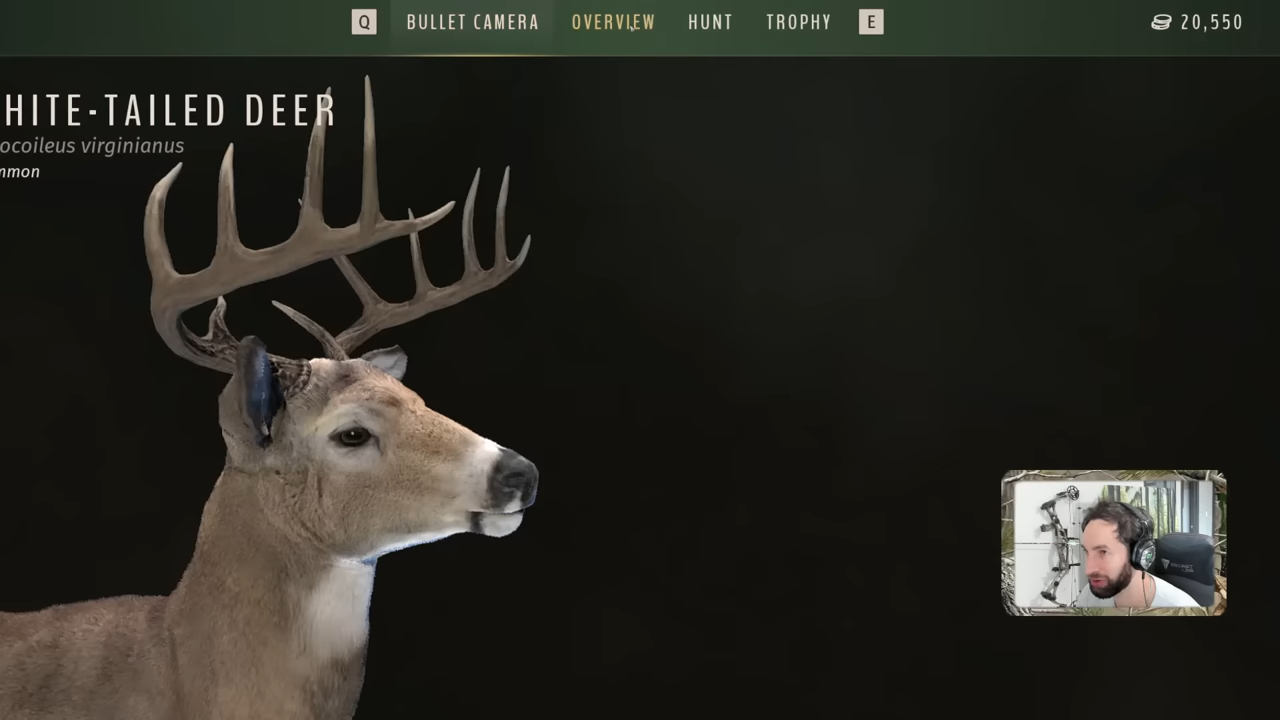 Q BULLET CAMERA OVERVIEW HUNT TROPHY E 20,550
HITE-TAILED DEER
ocoileus virginianus
mmon